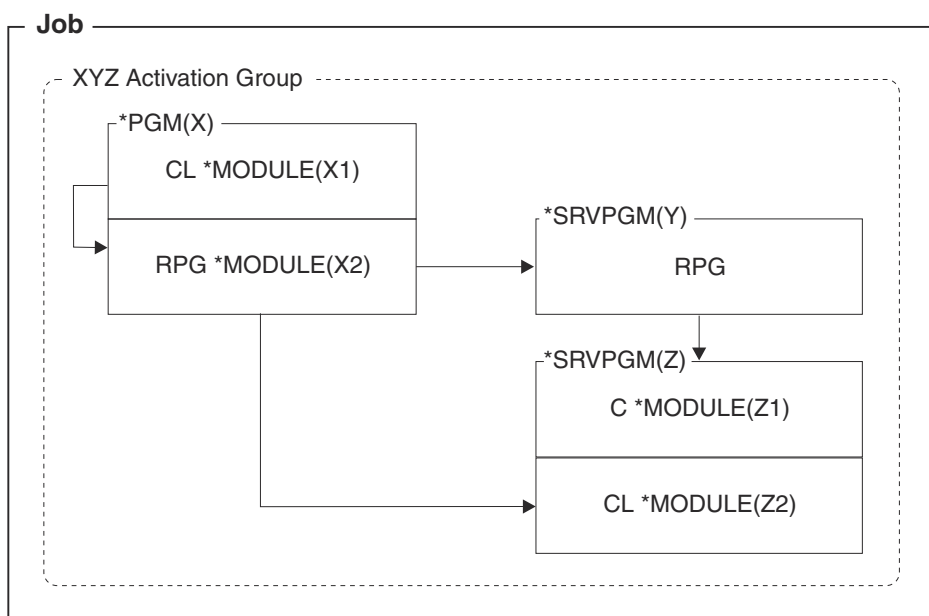 Job
XYZ Activation Group
*PGM(X)
CL *MODULE(X1)
RPG *MODULE(X2)
*SRVPGM(Y)
RPG
*SRVPGM(Z)
C *MODULE(Z1)
CL *MODULE(Z2)